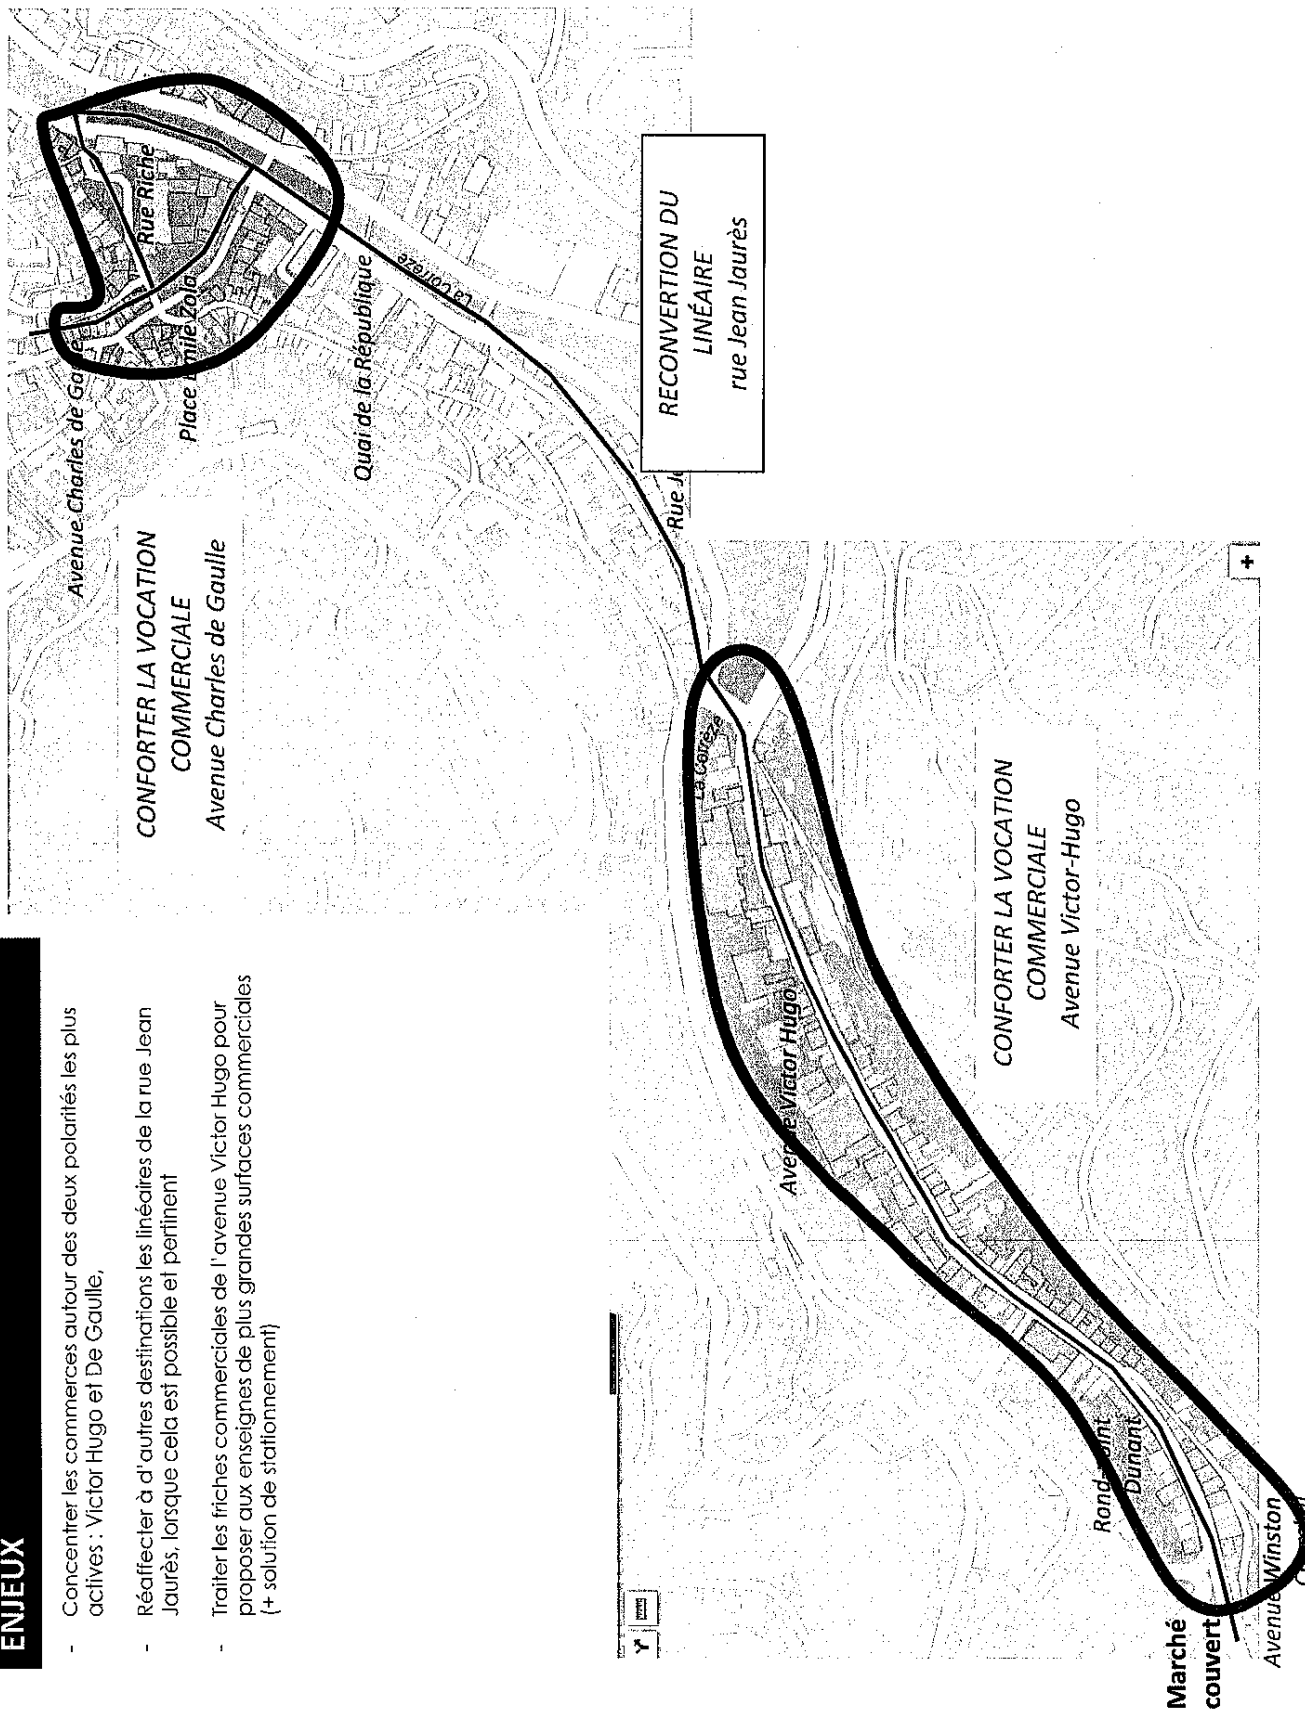 ENJEUX
- Concentrer les commerces autour des deux polarités les plus
actives : Victor Hugo et De Gaulle,
- Réaffecter à d'autres destinations les linéaires de la rue Jean
Jaurès, lorsque cela est possible et pertinent
- Traiter les friches commerciales de l'avenue Victor Hugo pour
proposer aux enseignes de plus grandes surfaces commerciales
(+ solution de stationnement)
Avenue Charles de Gaulle
Rue Riche
Place Emile Zola
CONFORTER LA VOCATION
COMMERCIALE
Avenue Charles de Gaulle
Quai de la République
La Corrèze
RECONVERTION DU
LINÉAIRE
rue Jean Jaurès
Rue Je
La Corrèze
Avenue Victor Hugo
CONFORTER LA VOCATION
COMMERCIALE
Avenue Victor-Hugo
Rond-Point
Dunant
Marché
couvert
Avenue Winston
+